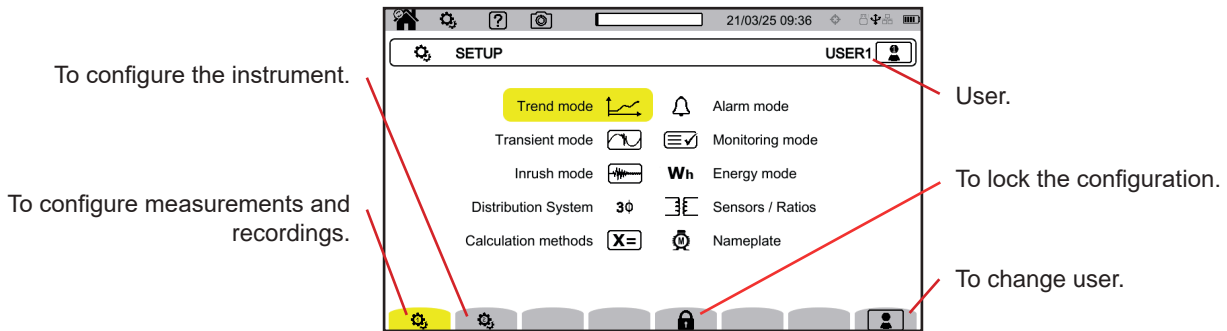 21/03/25 09:36
SETUP
USER1
To configure the instrument.
User.
Trend mode
Alarm mode
Transient mode
Monitoring mode
Inrush mode
Wh
Energy mode
To lock the configuration.
To configure measurements and
recordings.
Distribution System
3Φ
Sensors / Ratios
Calculation methods
X=
M
Nameplate
To change user.